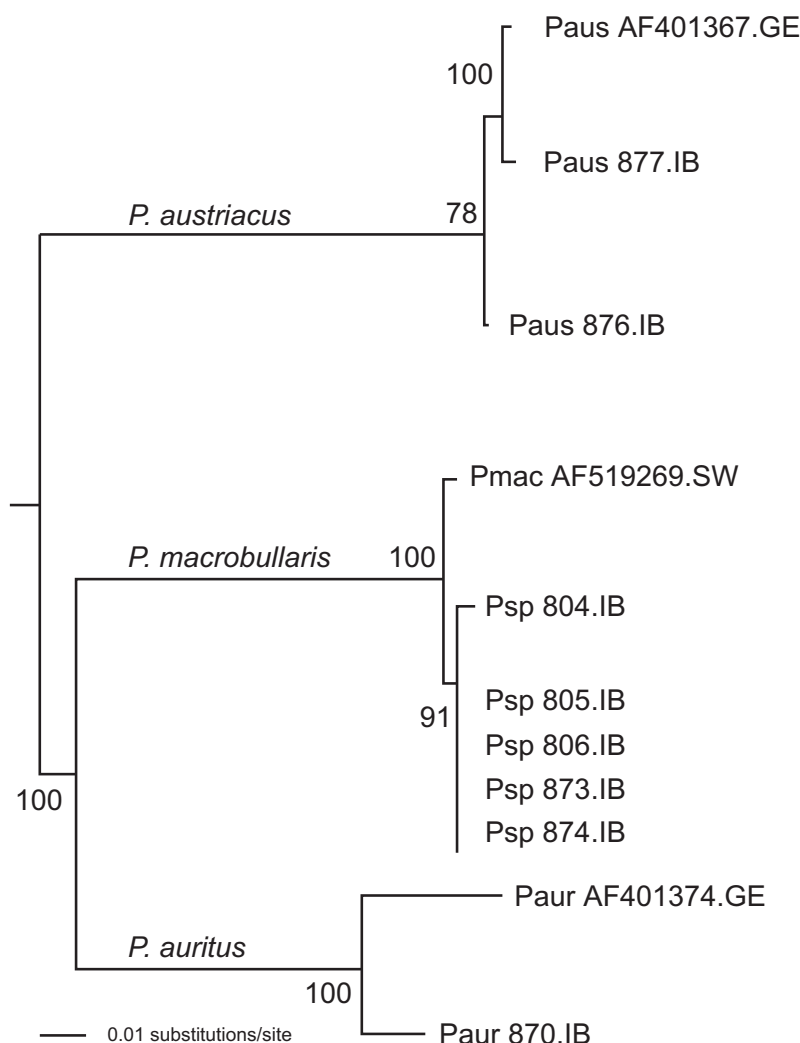 Paus AF401367.GE
100
Paus 877.IB
P. austriacus
78
Paus 876.IB
Pmac AF519269.SW
P. macrobullaris
100
Psp 804.IB
Psp 805.IB
91
Psp 806.IB
Psp 873.IB
100
Psp 874.IB
Paur AF401374.GE
P. auritus
100
0.01 substitutions/site
Paur 870.IB